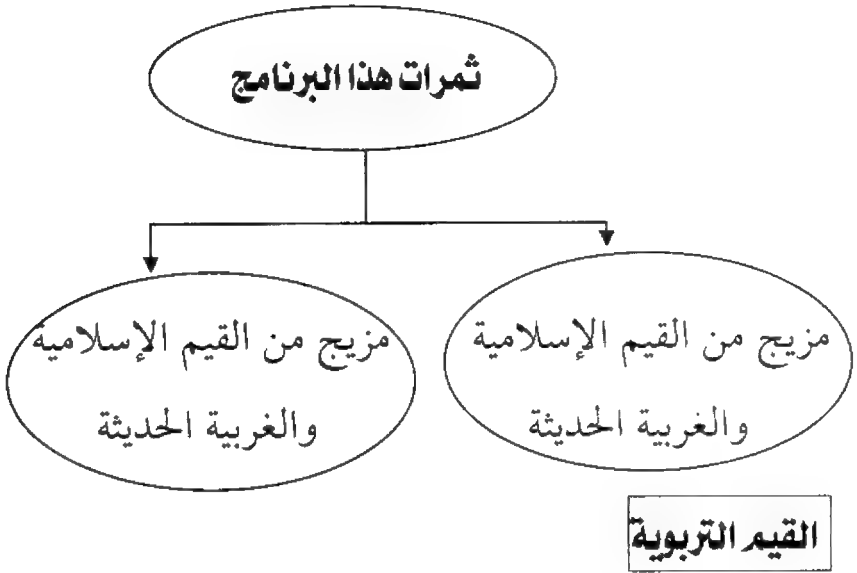 ثمرات هذا البرنامج
مزيج من القيم الإسلامية
والغربية الحديثة
مزيج من القيم الإسلامية
والغربية الحديثة
القيم التربوية